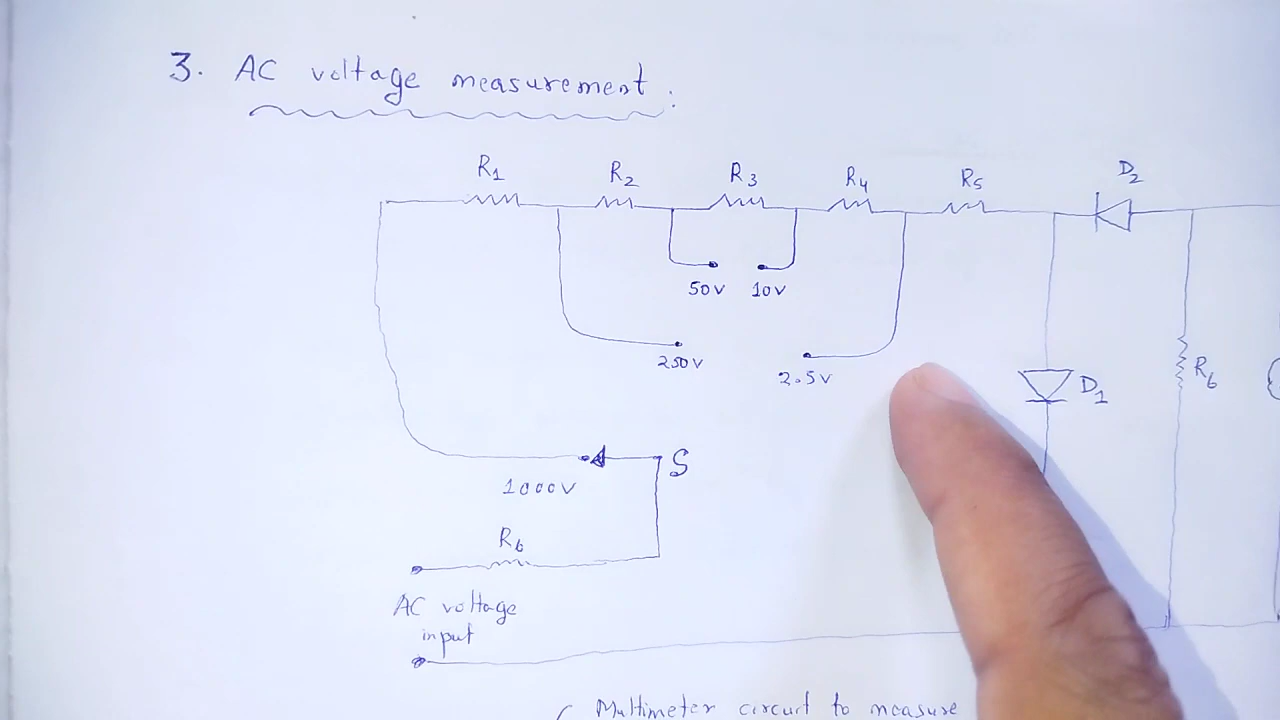 3. AC voltage measurement :
R1 R2 R3 R4 R5 D2
50V 10V
250V
2.5V
D1
R6
S
1000V
R6
AC voltage
input
( Multimeter circuit to measure